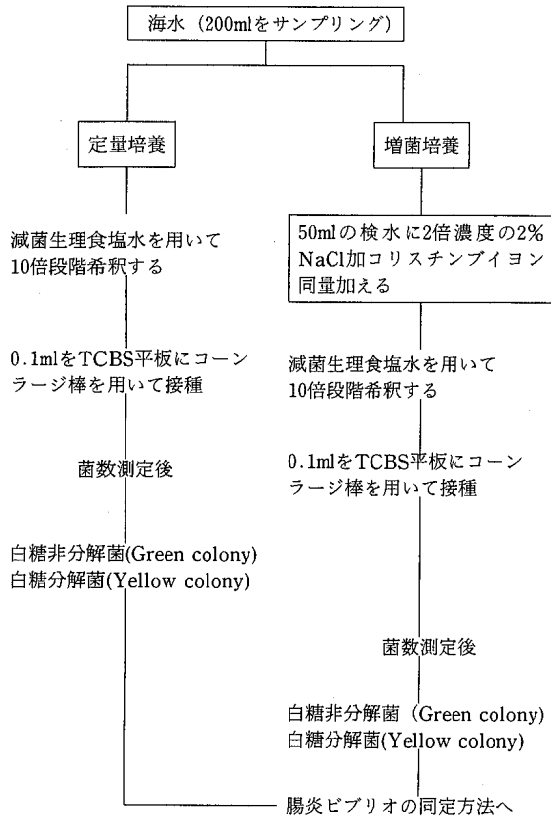 海水（200mlをサンプリング）
定量培養
滅菌生理食塩水を用いて
10倍段階希釈する
0.1mlをTCBS平板にコーン
ラージ棒を用いて接種
菌数測定後
白糖非分解菌(Green colony)
白糖分解菌(Yellow colony)
増菌培養
50mlの検水に2倍濃度の2%
NaCl加コリスチンブイヨン
同量加える
滅菌生理食塩水を用いて
10倍段階希釈する
0.1mlをTCBS平板にコーン
ラージ棒を用いて接種
菌数測定後
白糖非分解菌（Green colony)
白糖分解菌(Yellow colony)
腸炎ビブリオの同定方法へ